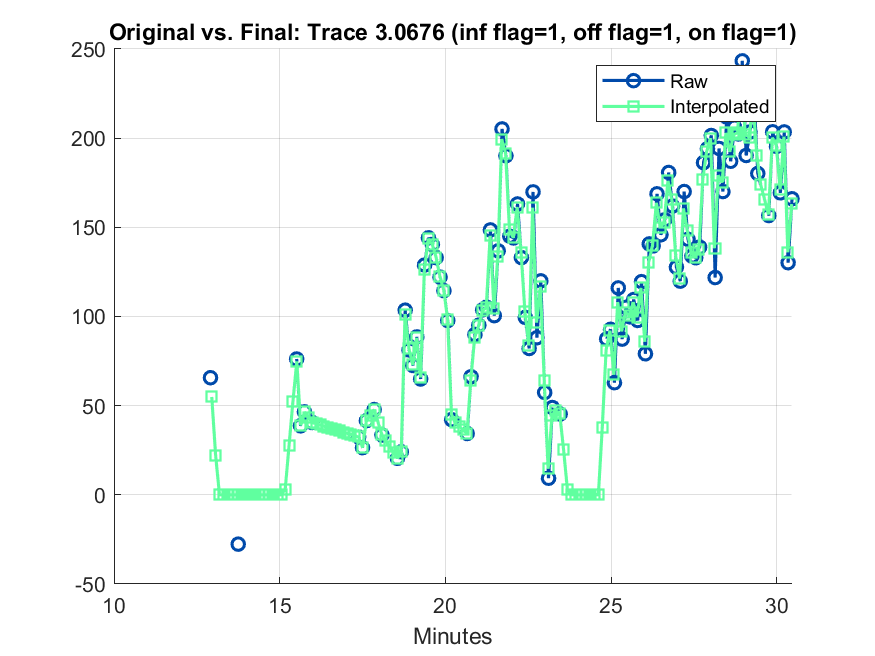 Original vs. Final: Trace 3.0676 (inf flag=1, off flag=1, on flag=1)
250
200
150
100
50
0
-50
Raw
Interpolated
10 15 20 25 30
Minutes